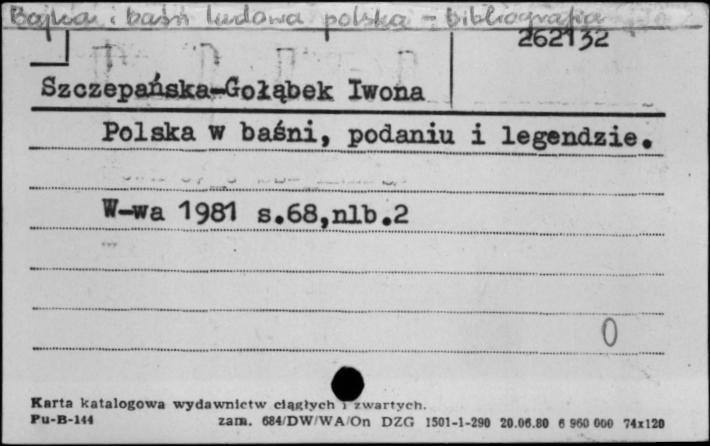 Bajka i baśń ludowa polska - bibliografia
262132
Szczepańska-Gołąbek Iwona
Polska w baśni, podaniu i legendzie.
W-wa 1981 s.68,nlb.2
0
Karta katalogowa wydawnictw ciągłych i zwartych.
Pu-B-144 zam. 684/DW/WA/On DZG 1501-1-290 20.06.80 6 960 000 74x120